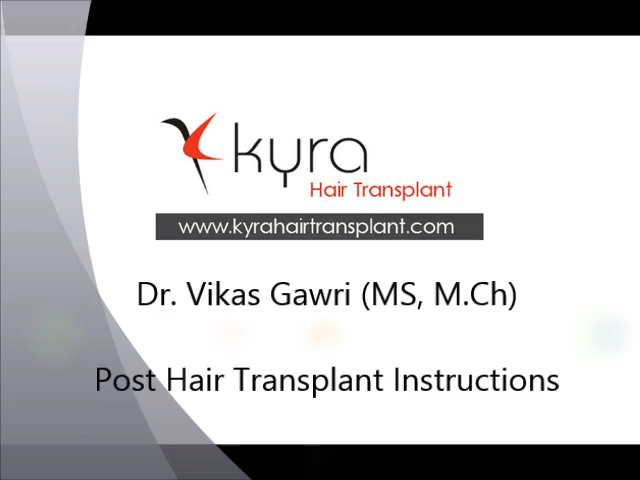 kyra
Hair Transplant
www.kyrahairtransplant.com
Dr. Vikas Gawri (MS, M.Ch)
Post Hair Transplant Instructions